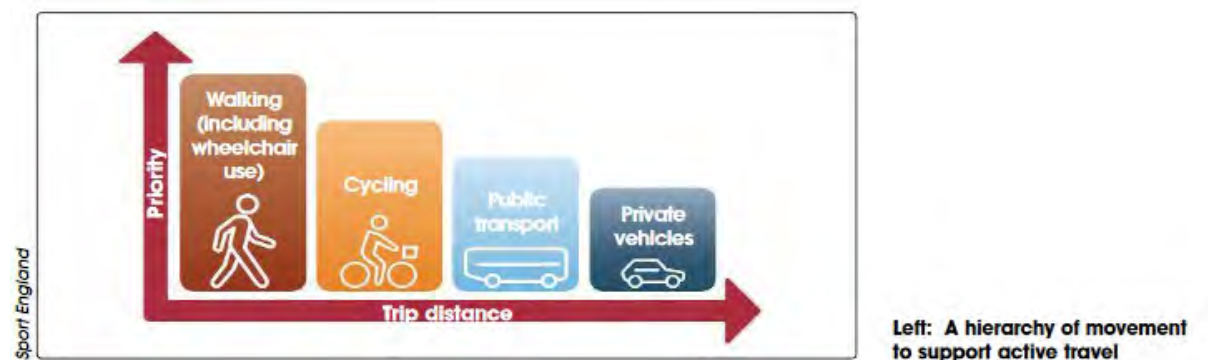 Priority
Walking
(including
wheelchair
use)
Cycling
Public
transport
Private
vehicles
Trip distance
Sport England
Left: A hierarchy of movement
to support active travel